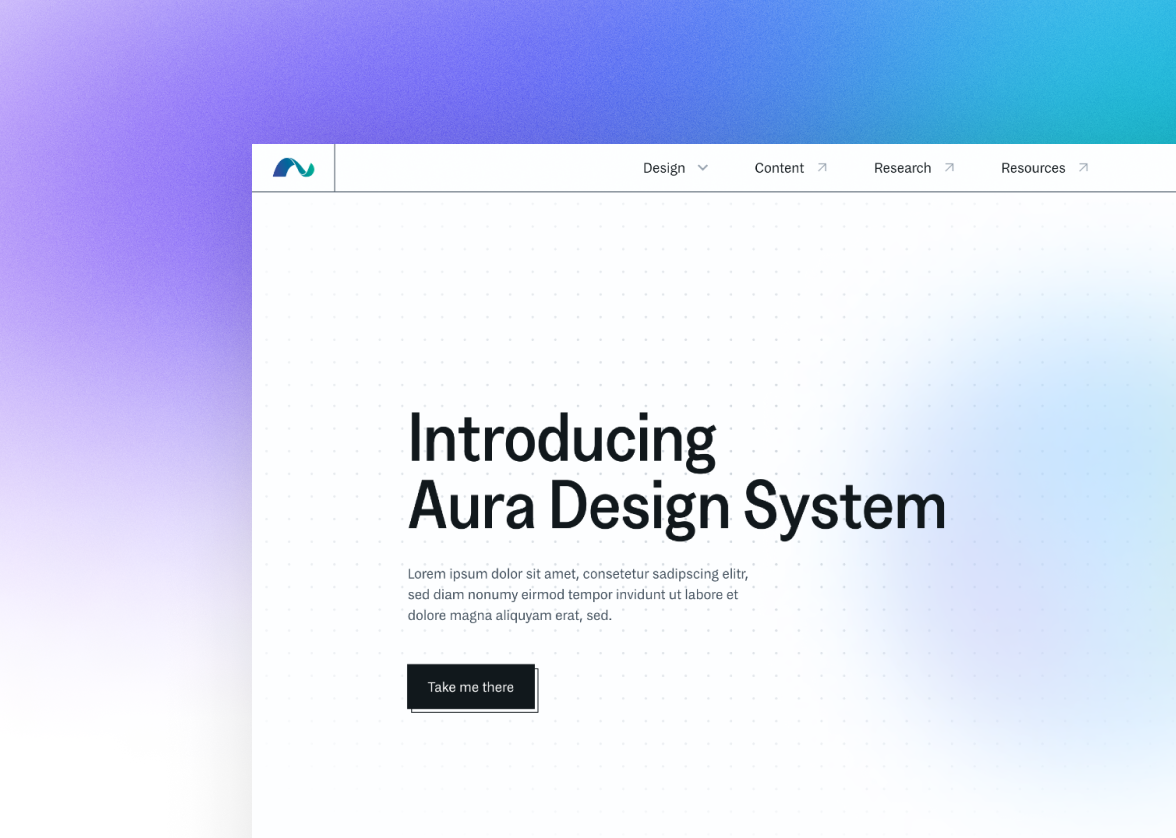 Design
Content
Research
Resources
Introducing
Aura Design System
Lorem ipsum dolor sit amet, consetetur sadipscing elitr,
sed diam nonumy eirmod tempor invidunt ut labore et
dolore magna aliquyam erat, sed.
Take me there